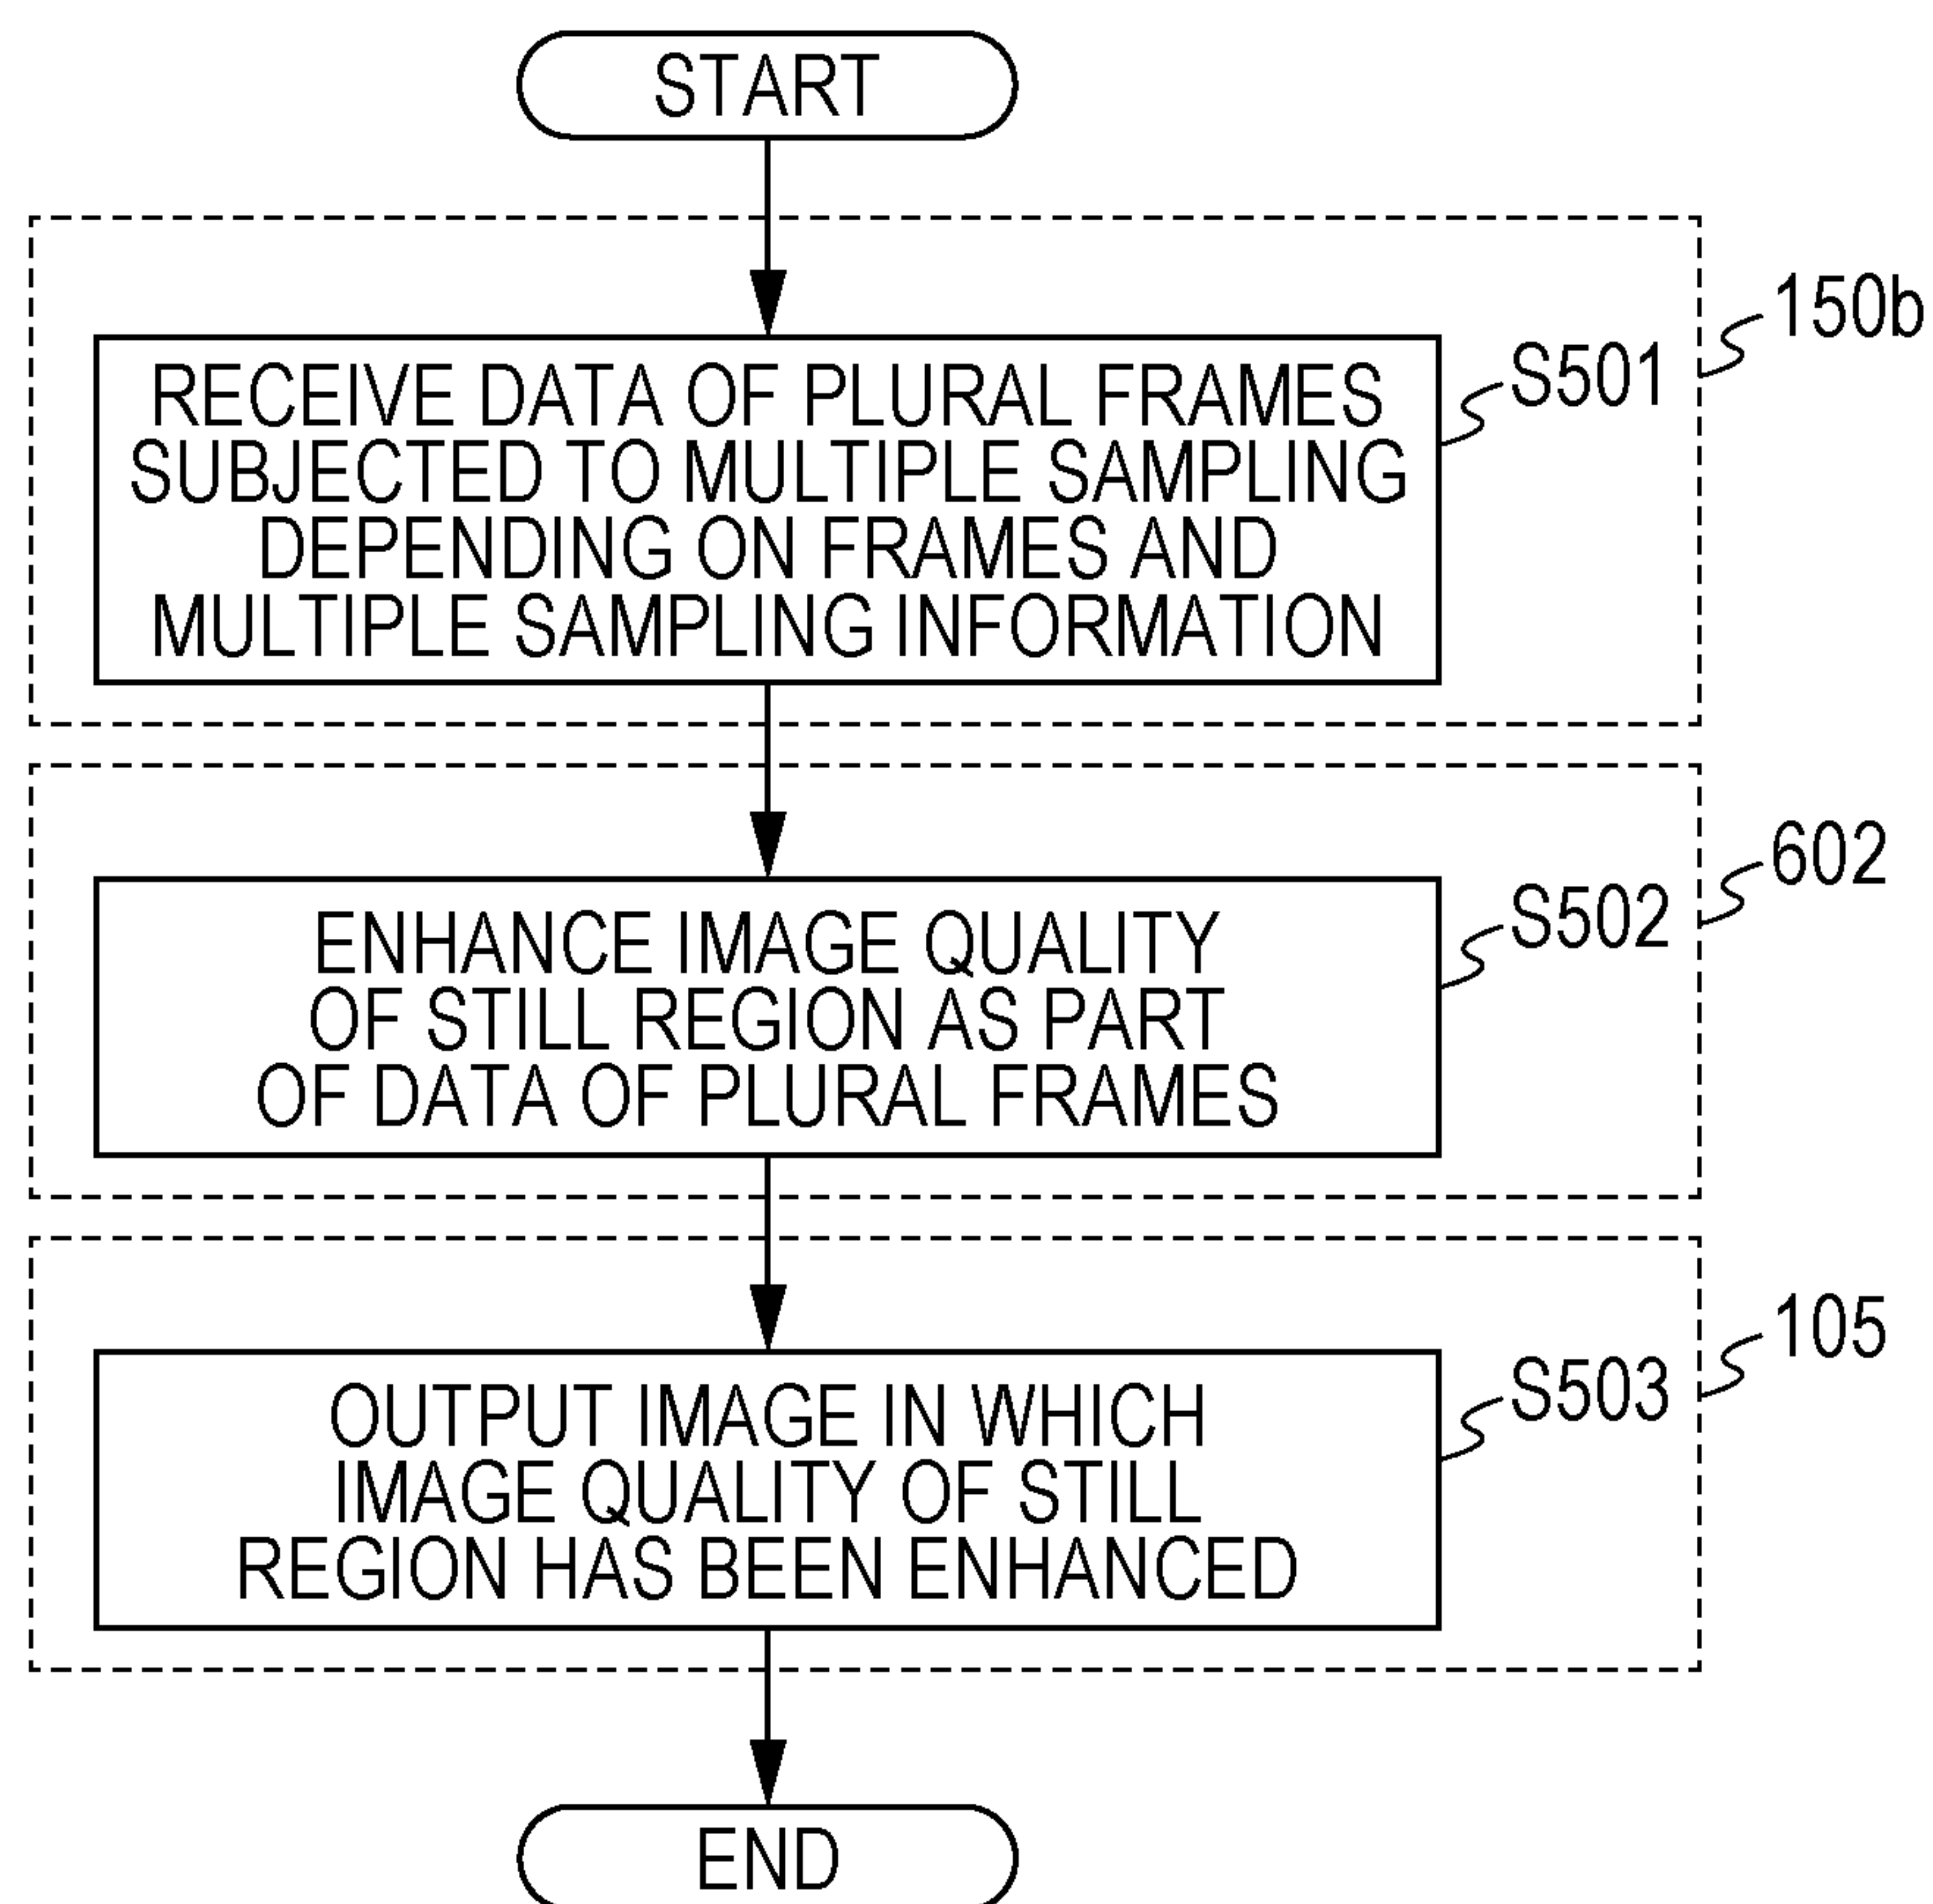 START
150b
S501
RECEIVE DATA OF PLURAL FRAMES
SUBJECTED TO MULTIPLE SAMPLING
DEPENDING ON FRAMES AND
MULTIPLE SAMPLING INFORMATION
602
S502
ENHANCE IMAGE QUALITY
OF STILL REGION AS PART
OF DATA OF PLURAL FRAMES
105
S503
OUTPUT IMAGE IN WHICH
IMAGE QUALITY OF STILL
REGION HAS BEEN ENHANCED
END